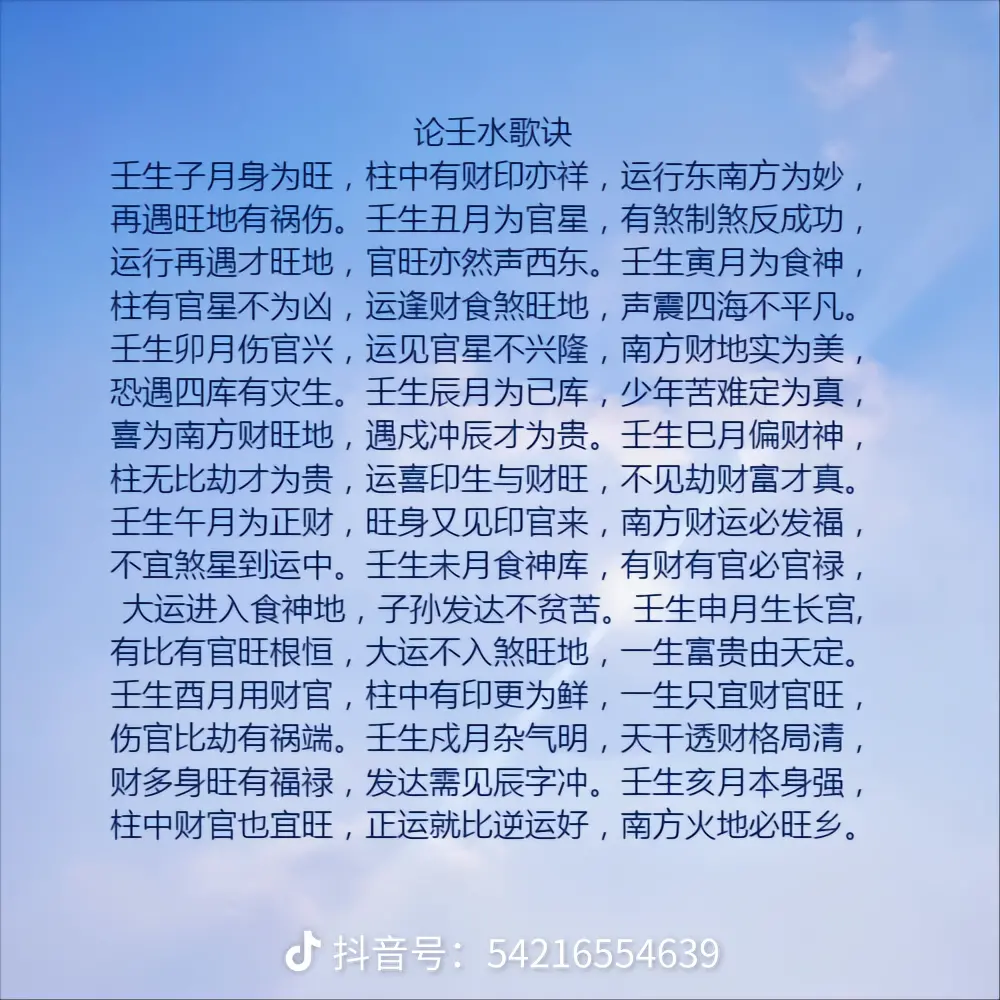 论壬水歌诀
壬生子月身为旺，柱中有财印亦祥，运行东南方为妙，
再遇旺地有祸伤。壬生丑月为官星，有煞制煞反成功，
运行再遇才旺地，官旺亦然声西东。壬生寅月为食神，
柱有官星不为凶，运逢财食煞旺地，声震四海不平凡。
壬生卯月伤官兴，运见官星不兴隆，南方财地实为美，
恐遇四库有灾生。壬生辰月为已库，少年苦难定为真，
喜为南方财旺地，遇戍冲辰才为贵。壬生巳月偏财神，
柱无比劫才为贵，运喜印生与财旺，不见劫财富才真。
壬生午月为正财，旺身又见印官来，南方财运必发福，
不宜煞星到运中。壬生未月食神库，有财有官必官禄，
大运进入食神地，子孙发达不贫苦。壬生申月生长宫,
有比有官旺根恒，大运不入煞旺地，一生富贵由天定。
壬生酉月用财官，柱中有印更为鲜，一生只宜财官旺，
伤官比劫有祸端。壬生戍月杂气明，天干透财格局清，
财多身旺有福禄，发达需见辰字冲。壬生亥月本身强，
柱中财官也宜旺，正运就比逆运好，南方火地必旺乡。
抖音号：54216554639